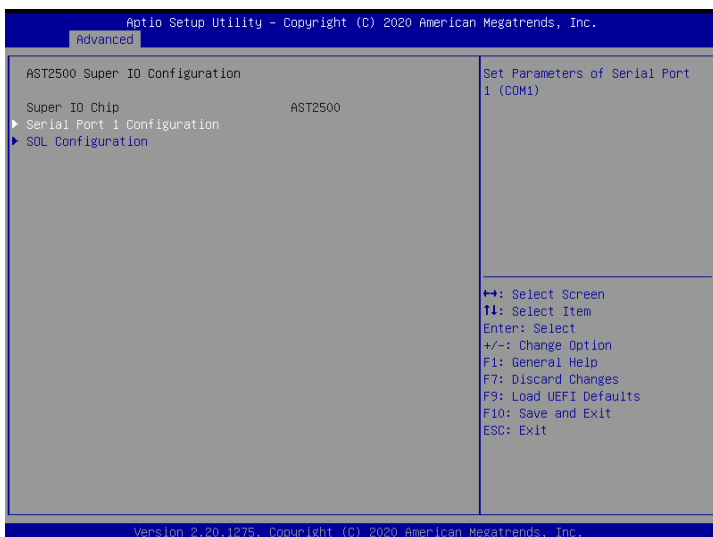 Aptio Setup Utility – Copyright (C) 2020 American Megatrends, Inc.
Advanced
AST2500 Super IO Configuration
Super IO Chip AST2500
Serial Port 1 Configuration
SOL Configuration
Set Parameters of Serial Port
1 (COM1)
↔: Select Screen
↑↓: Select Item
Enter: Select
+/-: Change Option
F1: General Help
F7: Discard Changes
F9: Load UEFI Defaults
F10: Save and Exit
ESC: Exit
Version 2.20.1275. Copyright (C) 2020 American Megatrends, Inc.